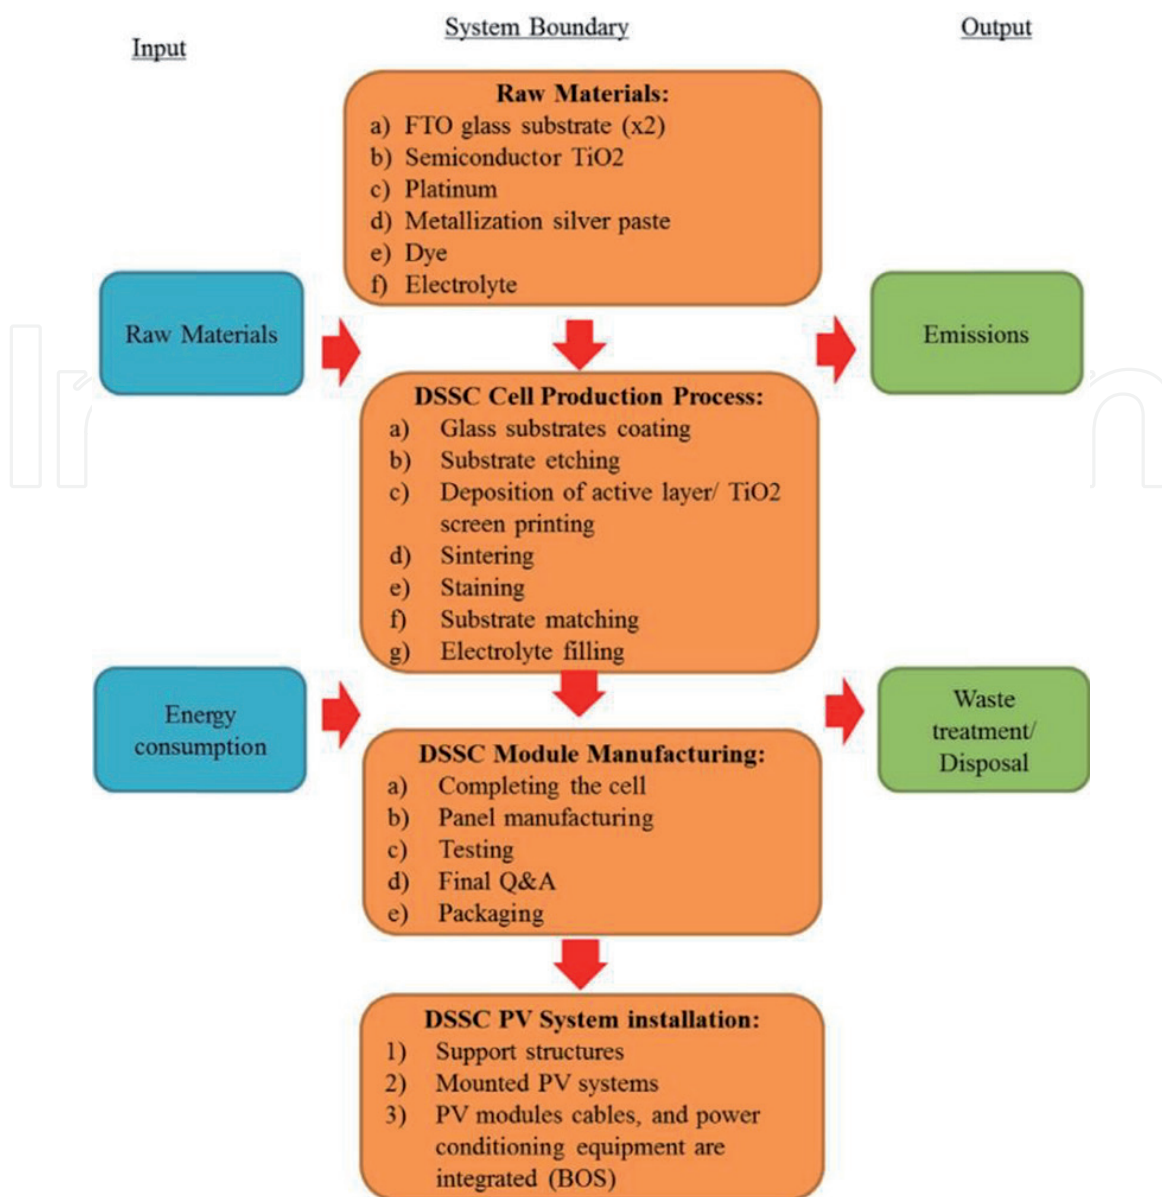 Input
System Boundary
Output
Raw Materials:
a) FTO glass substrate (x2)
b) Semiconductor TiO2
c) Platinum
d) Metallization silver paste
e) Dye
f) Electrolyte
Raw Materials
Emissions
DSSC Cell Production Process:
a) Glass substrates coating
b) Substrate etching
c) Deposition of active layer/ TiO2
screen printing
d) Sintering
e) Staining
f) Substrate matching
g) Electrolyte filling
Energy
consumption
Waste
treatment/
Disposal
DSSC Module Manufacturing:
a) Completing the cell
b) Panel manufacturing
c) Testing
d) Final Q&A
e) Packaging
DSSC PV System installation:
1) Support structures
2) Mounted PV systems
3) PV modules cables, and power
conditioning equipment are
integrated (BOS)